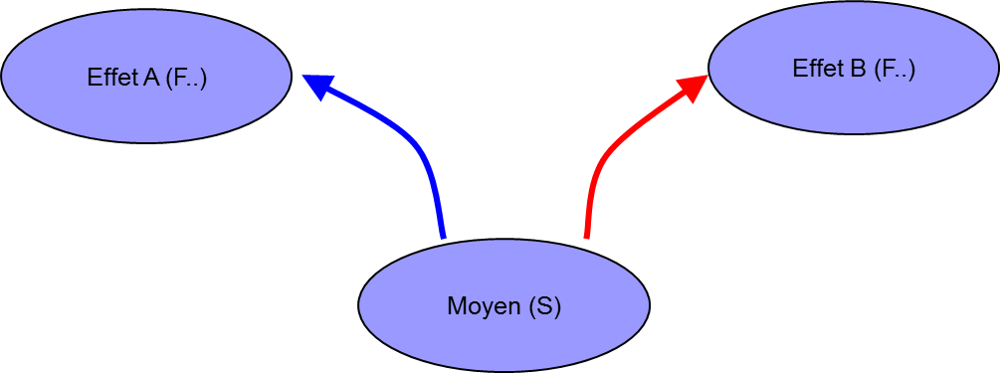 Effet A (F..)
Effet B (F..)
Moyen (S)